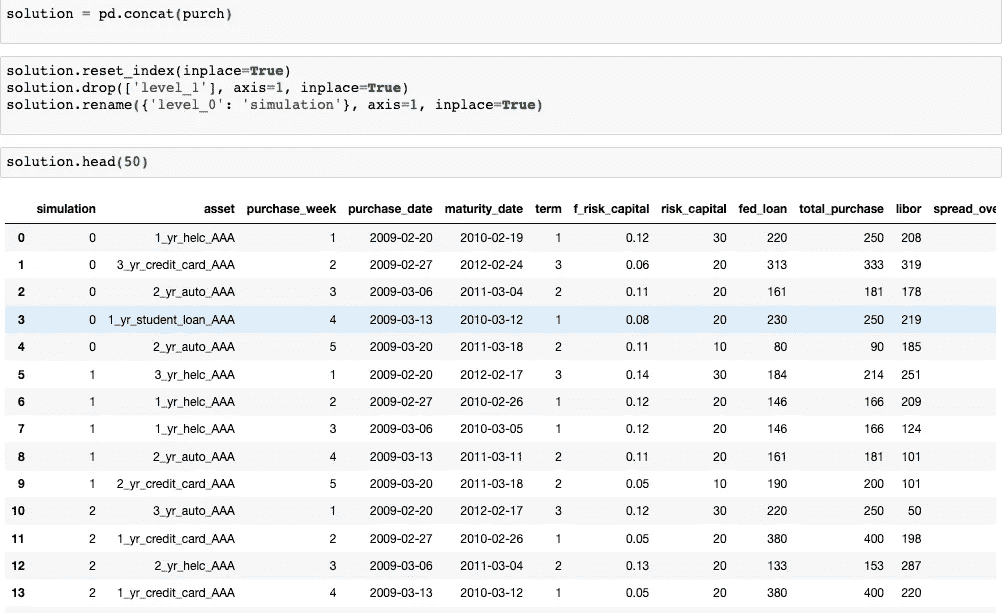 solution = pd.concat(purch)
solution.reset_index(inplace=True)
solution.drop(['level_1'], axis=1, inplace=True)
solution.rename({'level_0': 'simulation'}, axis=1, inplace=True)
solution.head(50)
simulation asset purchase_week purchase_date maturity_date term f_risk_capital risk_capital fed_loan total_purchase libor spread_ove
0 0 1_yr_helc_AAA 1 2009-02-20 2010-02-19 1 0.12 30 220 250 208
1 0 3_yr_credit_card_AAA 2 2009-02-27 2012-02-24 3 0.06 20 313 333 319
2 0 2_yr_auto_AAA 3 2009-03-06 2011-03-04 2 0.11 20 161 181 178
3 0 1_yr_student_loan_AAA 4 2009-03-13 2010-03-12 1 0.08 20 230 250 219
4 0 2_yr_auto_AAA 5 2009-03-20 2011-03-18 2 0.11 10 80 90 185
5 1 3_yr_helc_AAA 1 2009-02-20 2012-02-17 3 0.14 30 184 214 251
6 1 1_yr_helc_AAA 2 2009-02-27 2010-02-26 1 0.12 20 146 166 209
7 1 1_yr_helc_AAA 3 2009-03-06 2010-03-05 1 0.12 20 146 166 124
8 1 2_yr_auto_AAA 4 2009-03-13 2011-03-11 2 0.11 20 161 181 101
9 1 2_yr_credit_card_AAA 5 2009-03-20 2011-03-18 2 0.05 10 190 200 101
10 2 3_yr_auto_AAA 1 2009-02-20 2012-02-17 3 0.12 30 220 250 50
11 2 1_yr_credit_card_AAA 2 2009-02-27 2010-02-26 1 0.05 20 380 400 198
12 2 2_yr_helc_AAA 3 2009-03-06 2011-03-04 2 0.13 20 133 153 287
13 2 1_yr_credit_card_AAA 4 2009-03-13 2010-03-12 1 0.05 20 380 400 220